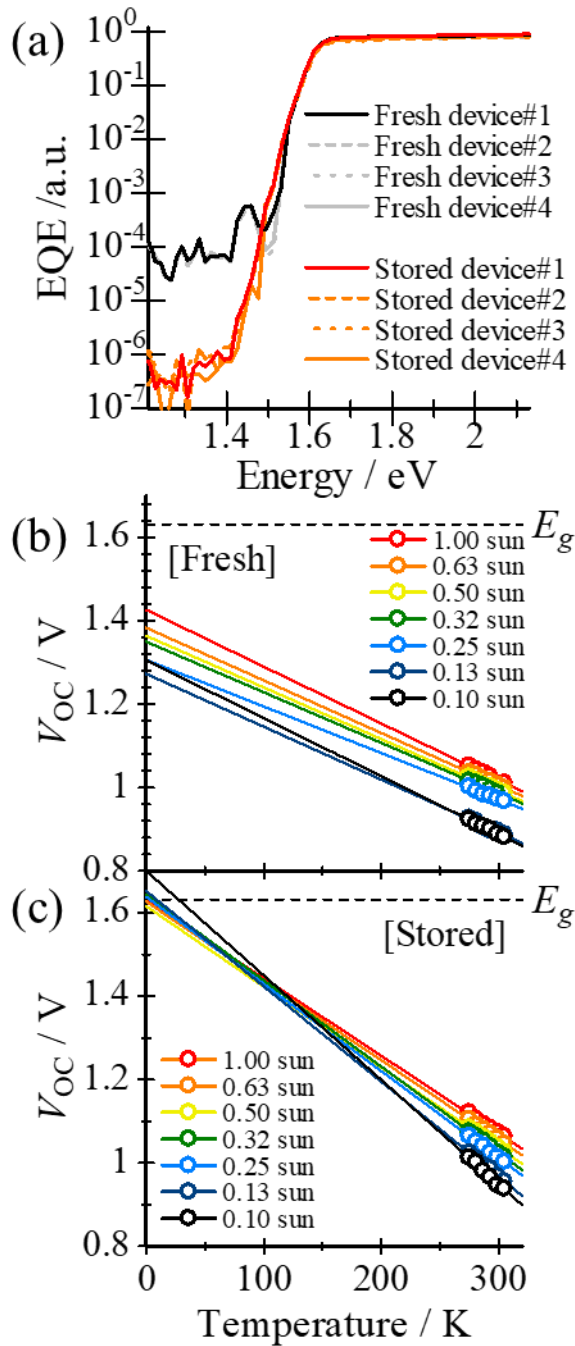 (a)
10^0
10^-1
10^-2
10^-3
10^-4
10^-5
10^-6
10^-7
EQE /a.u.
Fresh device#1
Fresh device#2
Fresh device#3
Fresh device#4
Stored device#1
Stored device#2
Stored device#3
Stored device#4
1.4 1.6 1.8 2
Energy / eV
(b)
E_g
[Fresh]
1.6
1.4
1.2
1
0.8
V_OC / V
1.00 sun
0.63 sun
0.50 sun
0.32 sun
0.25 sun
0.13 sun
0.10 sun
(c)
E_g
[Stored]
1.6
1.4
1.2
1
0.8
V_OC / V
1.00 sun
0.63 sun
0.50 sun
0.32 sun
0.25 sun
0.13 sun
0.10 sun
0 100 200 300
Temperature / K